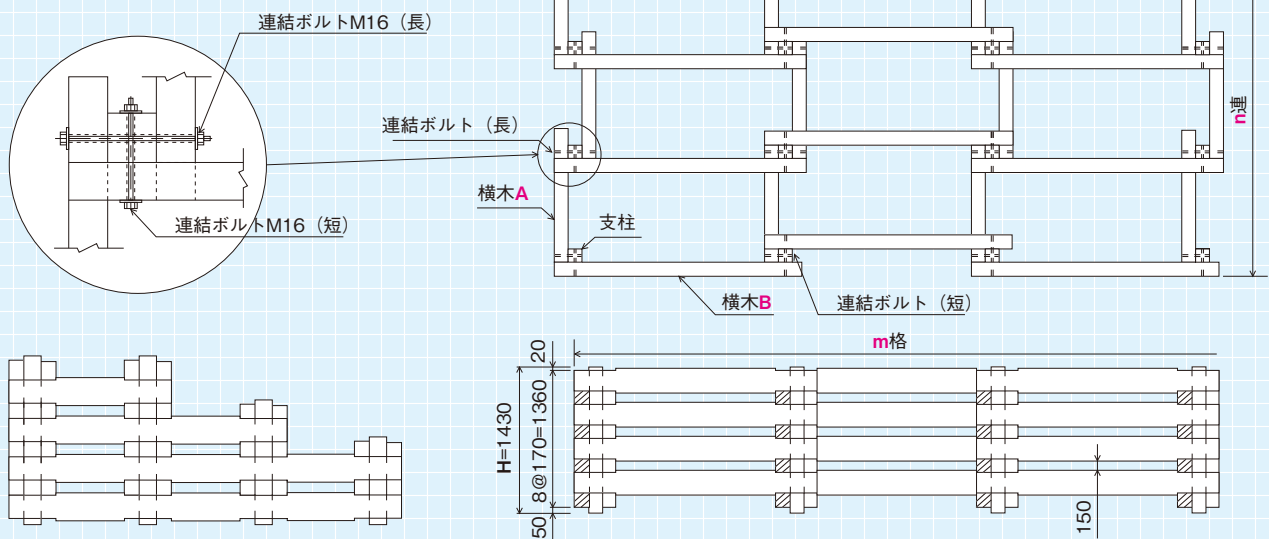 連結ボルトM16（長）
連結ボルト（長）
n連
横木A
支柱
連結ボルトM16（短）
横木B
連結ボルト（短）
m格
20
H=1430
8@170=1360
50
150